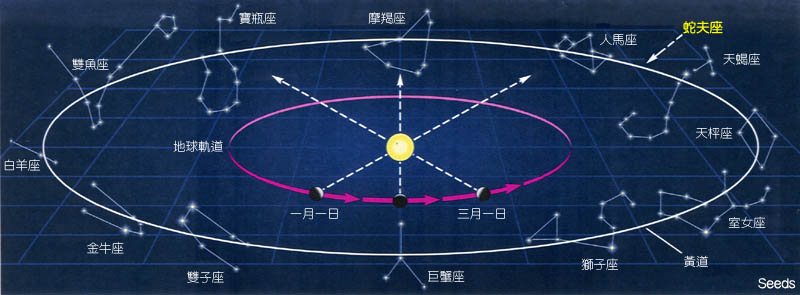 寶瓶座
摩羯座
人馬座
蛇夫座
雙魚座
天蠍座
白羊座
地球軌道
天秤座
一月一日
三月一日
金牛座
雙子座
巨蟹座
獅子座
黃道
室女座
Seeds